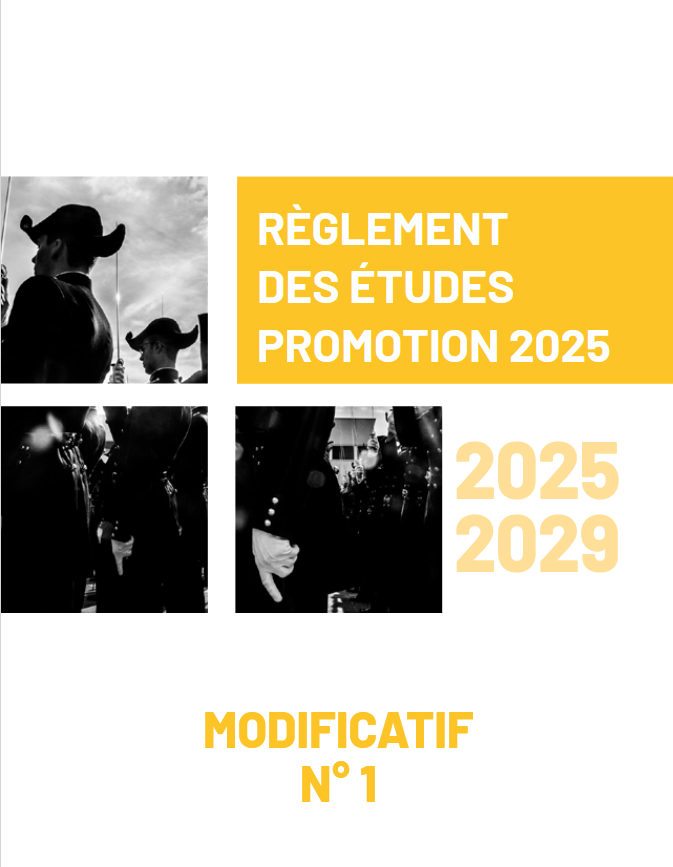 RÈGLEMENT
DES ÉTUDES
PROMOTION 2025
2025
2029
MODIFICATIF
N° 1